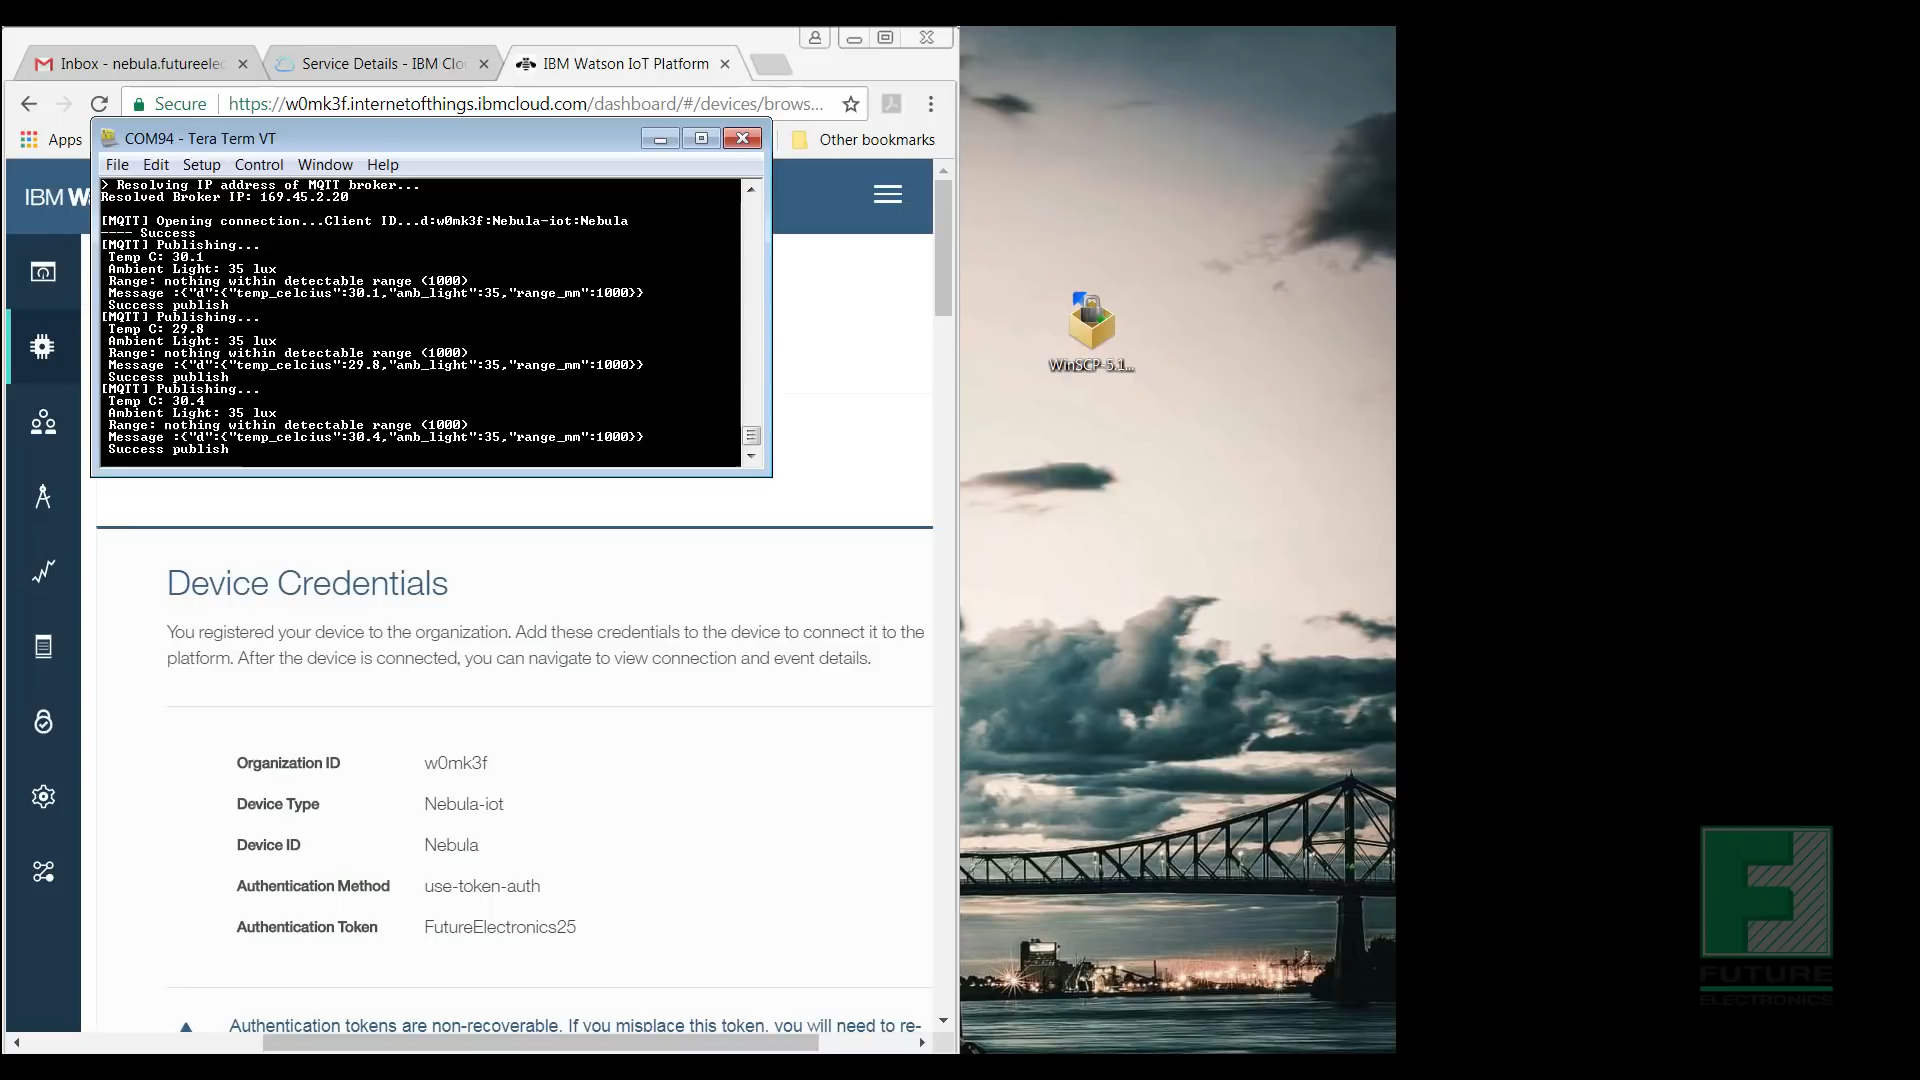 Inbox - nebula.futureelec
Service Details - IBM Clou
IBM Watson IoT Platform
Secure
https://w0mk3f.internetofthings.ibmcloud.com/dashboard/#/devices/brows...
Apps
Other bookmarks
COM94 - Tera Term VT
File Edit Setup Control Window Help
IBM W
> Resolving IP address of MQTT broker...
Resolved Broker IP: 169.45.2.20
[MQTT] Opening connection...Client ID...d:w0mk3f:Nebula-iot:Nebula
---- Success
[MQTT] Publishing...
Temp C: 30.1
Ambient Light: 35 lux
Range: nothing within detectable range (1000)
Message :{"d":{"temp_celcius":30.1,"amb_light":35,"range_mm":1000}}
Success publish
[MQTT] Publishing...
Temp C: 29.8
Ambient Light: 35 lux
Range: nothing within detectable range (1000)
Message :{"d":{"temp_celcius":29.8,"amb_light":35,"range_mm":1000}}
Success publish
[MQTT] Publishing...
Temp C: 30.4
Ambient Light: 35 lux
Range: nothing within detectable range (1000)
Message :{"d":{"temp_celcius":30.4,"amb_light":35,"range_mm":1000}}
Success publish
WinSCP-5.1...
Device Credentials
You registered your device to the organization. Add these credentials to the device to connect it to the
platform. After the device is connected, you can navigate to view connection and event details.
Organization ID w0mk3f
Device Type Nebula-iot
Device ID Nebula
Authentication Method use-token-auth
Authentication Token FutureElectronics25
Authentication tokens are non-recoverable. If you misplace this token, you will need to re-
FUTURE
ELECTRONICS